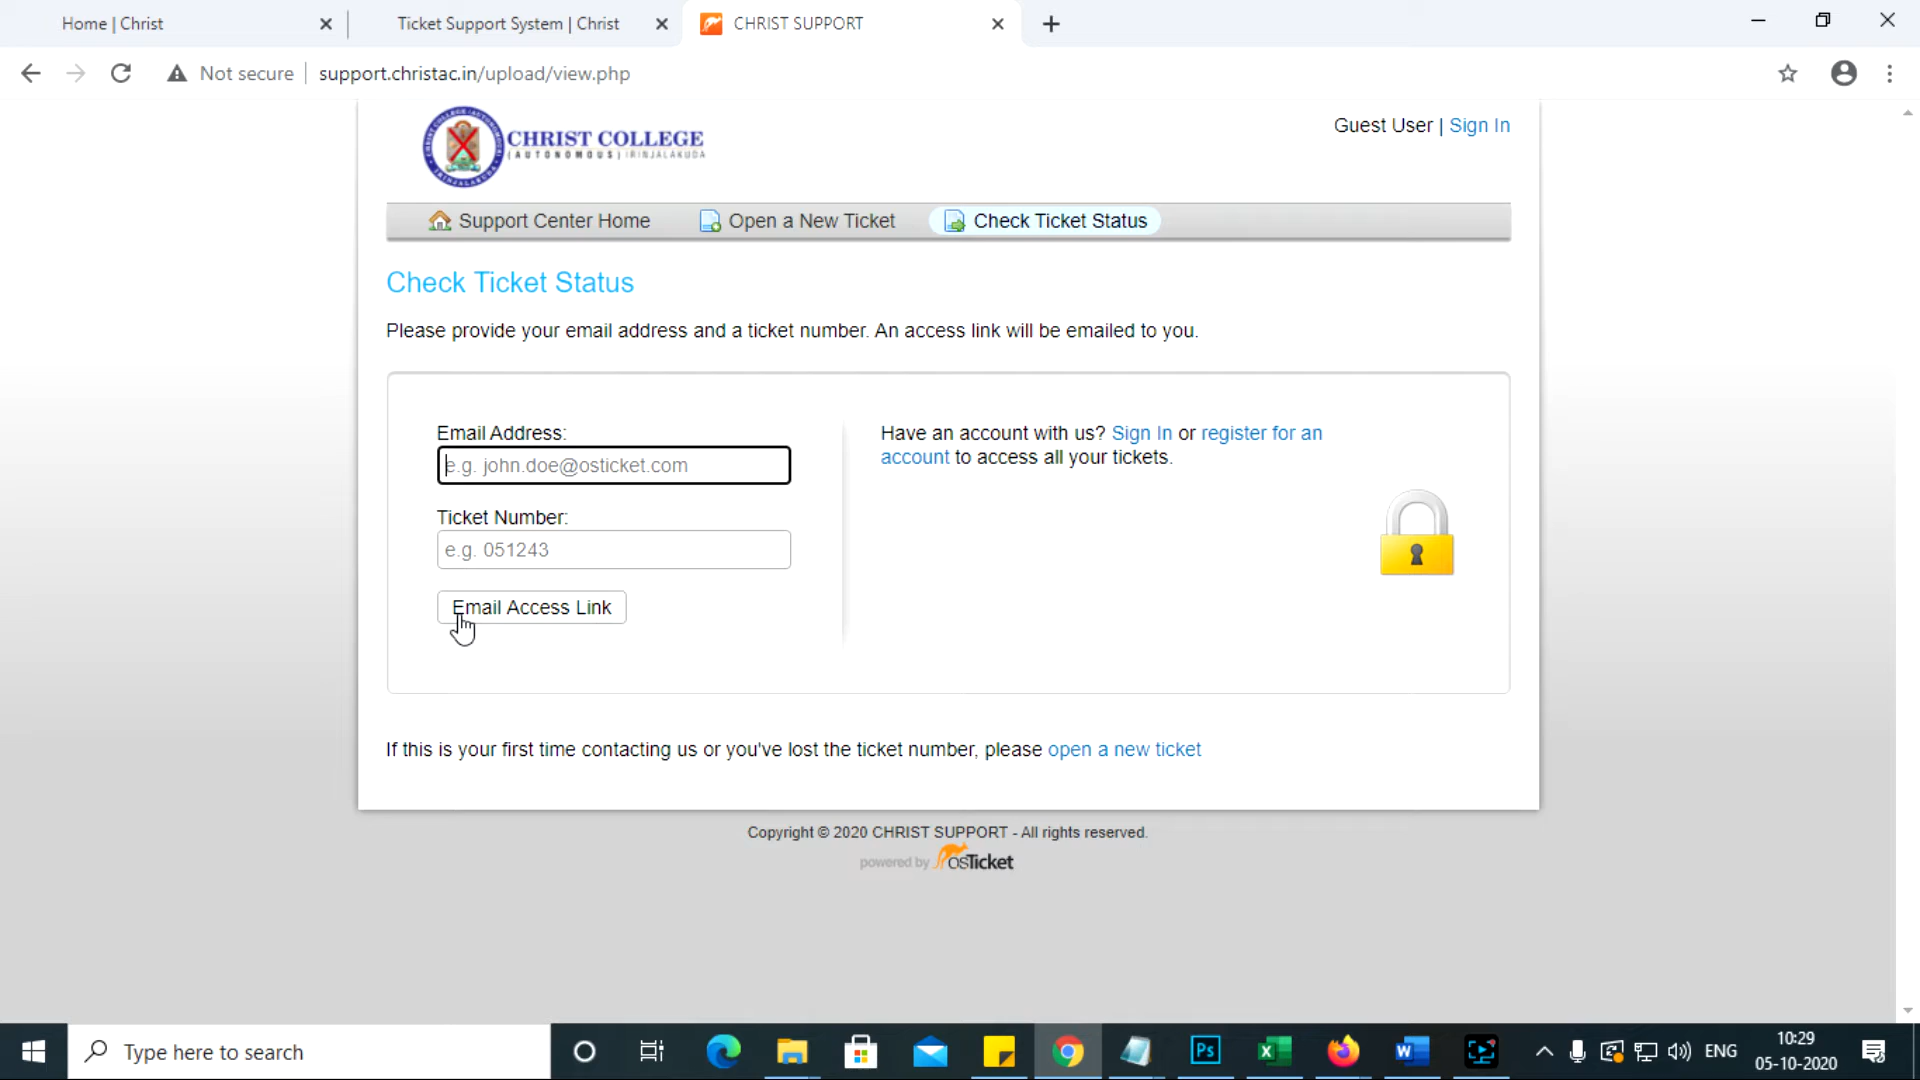 Home | Christ
Ticket Support System | Christ
CHRIST SUPPORT
Not secure
support.christac.in/upload/view.php
CHRIST COLLEGE
(AUTONOMOUS) IRINJALAKUDA
Guest User | Sign In
Support Center Home
Open a New Ticket
Check Ticket Status
Check Ticket Status
Please provide your email address and a ticket number. An access link will be emailed to you.
Email Address:
e.g. john.doe@osticket.com
Ticket Number:
e.g. 051243
Email Access Link
Have an account with us? Sign In or register for an
account to access all your tickets.
If this is your first time contacting us or you've lost the ticket number, please open a new ticket
Copyright © 2020 CHRIST SUPPORT - All rights reserved.
powered by osTicket
Type here to search
Ps
ENG
10:29
05-10-2020